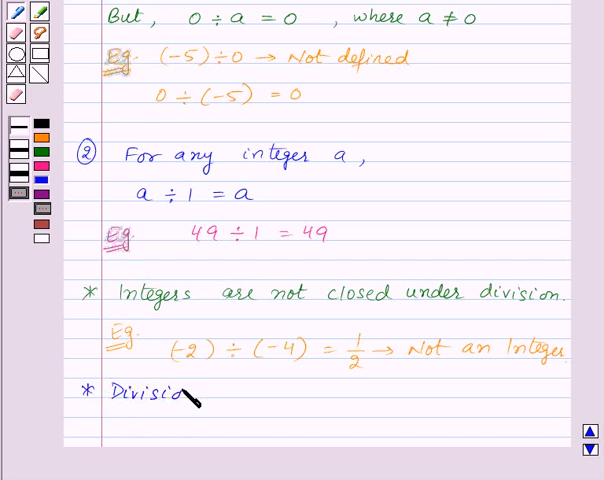 But, 0 ÷ a = 0, where a ≠ 0
Eg. (-5) ÷ 0 → Not defined
0 ÷ (-5) = 0
② For any integer a,
a ÷ 1 = a
Eg 49 ÷ 1 = 49
* Integers are not closed under division.
Eg. (-2) ÷ (-4) = 1/2 → Not an Integer.
* Divisio